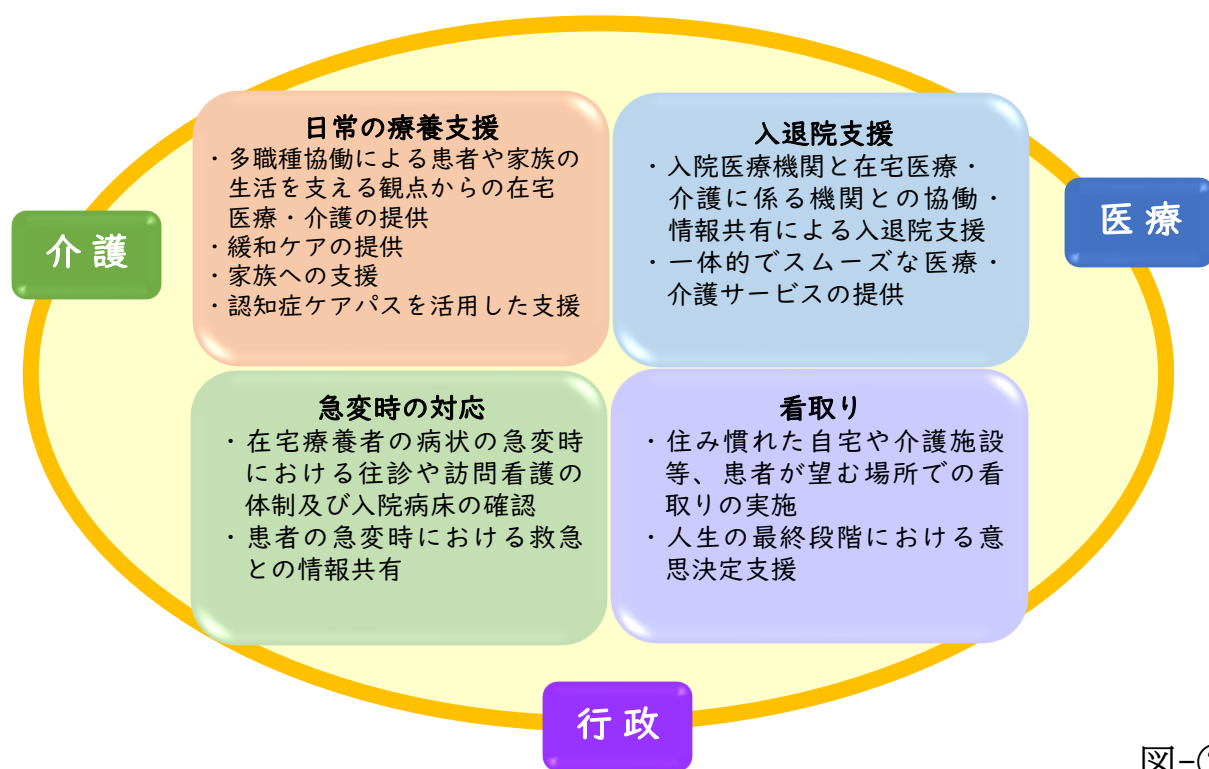 日常の療養支援
・多職種協働による患者や家族の
生活を支える観点からの在宅
医療・介護の提供
・緩和ケアの提供
・家族への支援
・認知症ケアパスを活用した支援
入退院支援
・入院医療機関と在宅医療・
介護に係る機関との協働・
情報共有による入退院支援
・一体的でスムーズな医療・
介護サービスの提供
介護
医療
急変時の対応
・在宅療養者の病状の急変時
における往診や訪問看護の
体制及び入院病床の確認
・患者の急変時における救急
との情報共有
看取り
・住み慣れた自宅や介護施設
等、患者が望む場所での看
取りの実施
・人生の最終段階における意
思決定支援
行政
図-